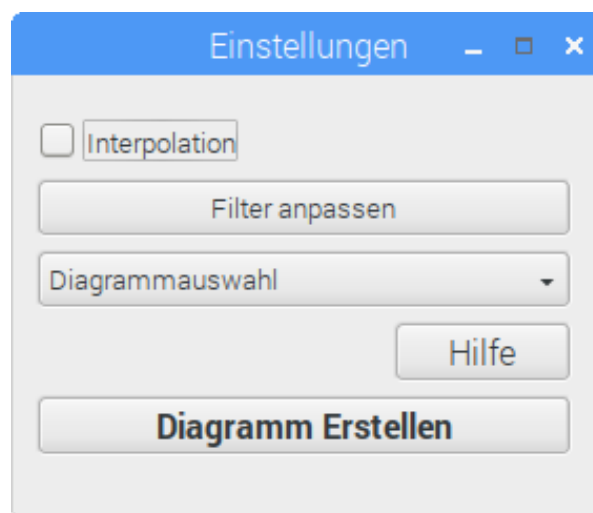 Einstellungen
Interpolation
Filter anpassen
Diagrammauswahl
Hilfe
Diagramm Erstellen